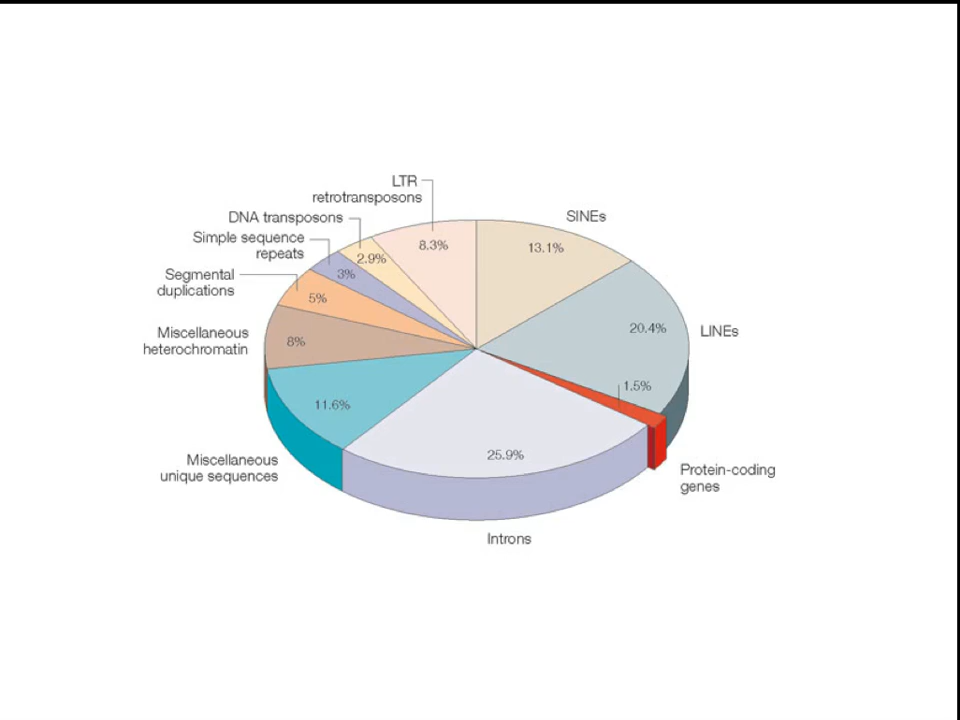 LTR
retrotransposons
DNA transposons
Simple sequence
repeats
Segmental
duplications
Miscellaneous
heterochromatin
Miscellaneous
unique sequences
SINEs
LINEs
Protein-coding
genes
Introns
8.3%
13.1%
2.9%
3%
5%
20.4%
8%
1.5%
11.6%
25.9%